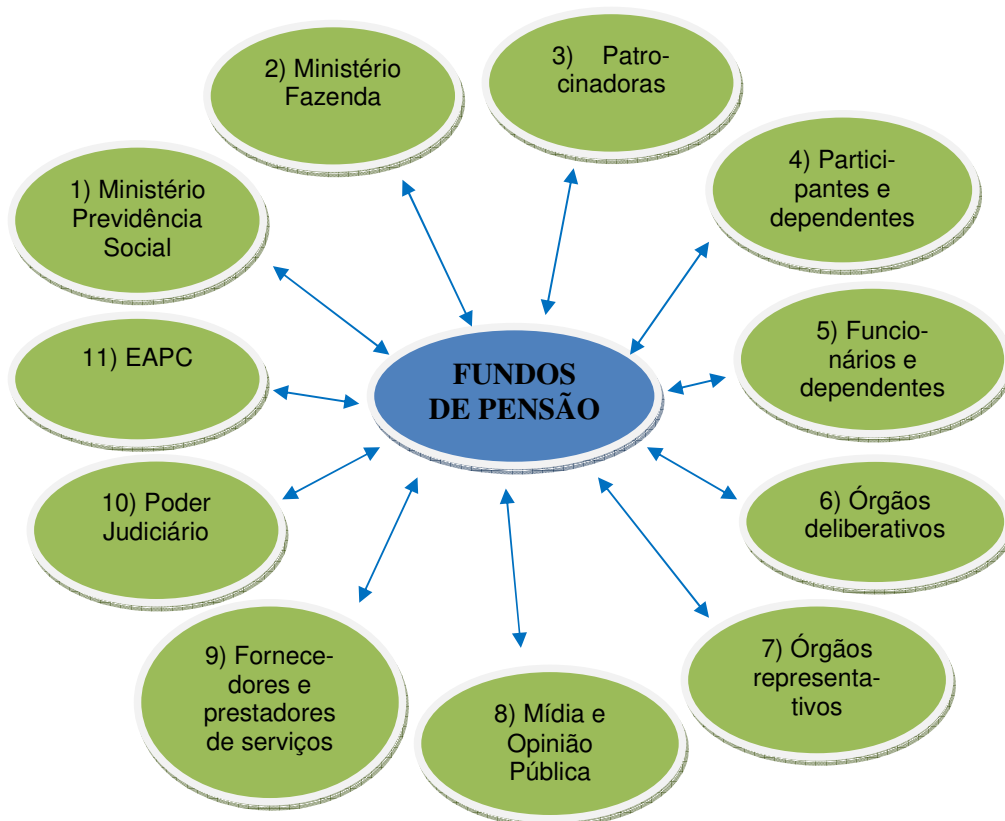 2) Ministério
Fazenda
3) Patro-
cinadoras
4) Partici-
pantes e
dependentes
1) Ministério
Previdência
Social
5) Funcio-
nários e
dependentes
11) EAPC
FUNDOS
DE PENSÃO
10) Poder
Judiciário
6) Órgãos
deliberativos
9) Fornece-
dores e
prestadores
de serviços
7) Órgãos
representa-
tivos
8) Mídia e
Opinião
Pública